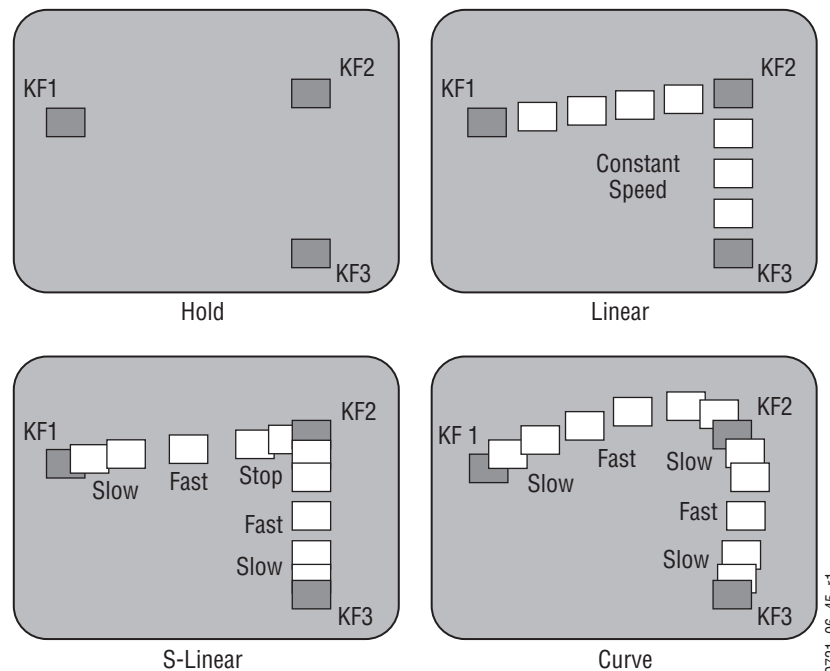 KF1
KF2
KF3
Hold
KF1
KF2
Constant
Speed
KF3
Linear
KF1
KF2
Slow
Fast
Stop
Fast
Slow
KF3
S-Linear
KF 1
KF2
Slow
Fast
Slow
Fast
Slow
KF3
Curve